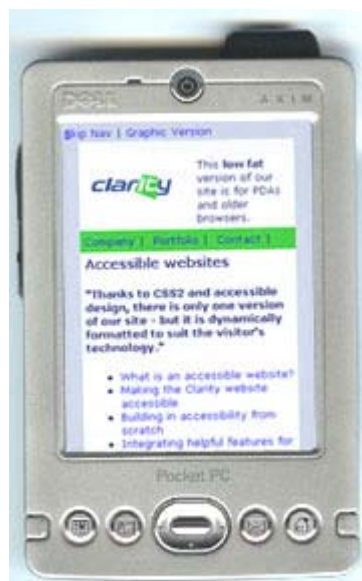 DELL
AXIM
Skip Nav | Graphic Version
clarity
This low fat
version of our
site is for PDAs
and older
browsers.
Company | Portfolio | Contact |
Accessible websites
"Thanks to CSS2 and accessible
design, there is only one version
of our site - but it is dynamically
formatted to suit the visitor's
technology."
What is an accessible website?
Making the Clarity website
accessible
Building in accessibility from
scratch
Integrating helpful features for
Pocket PC